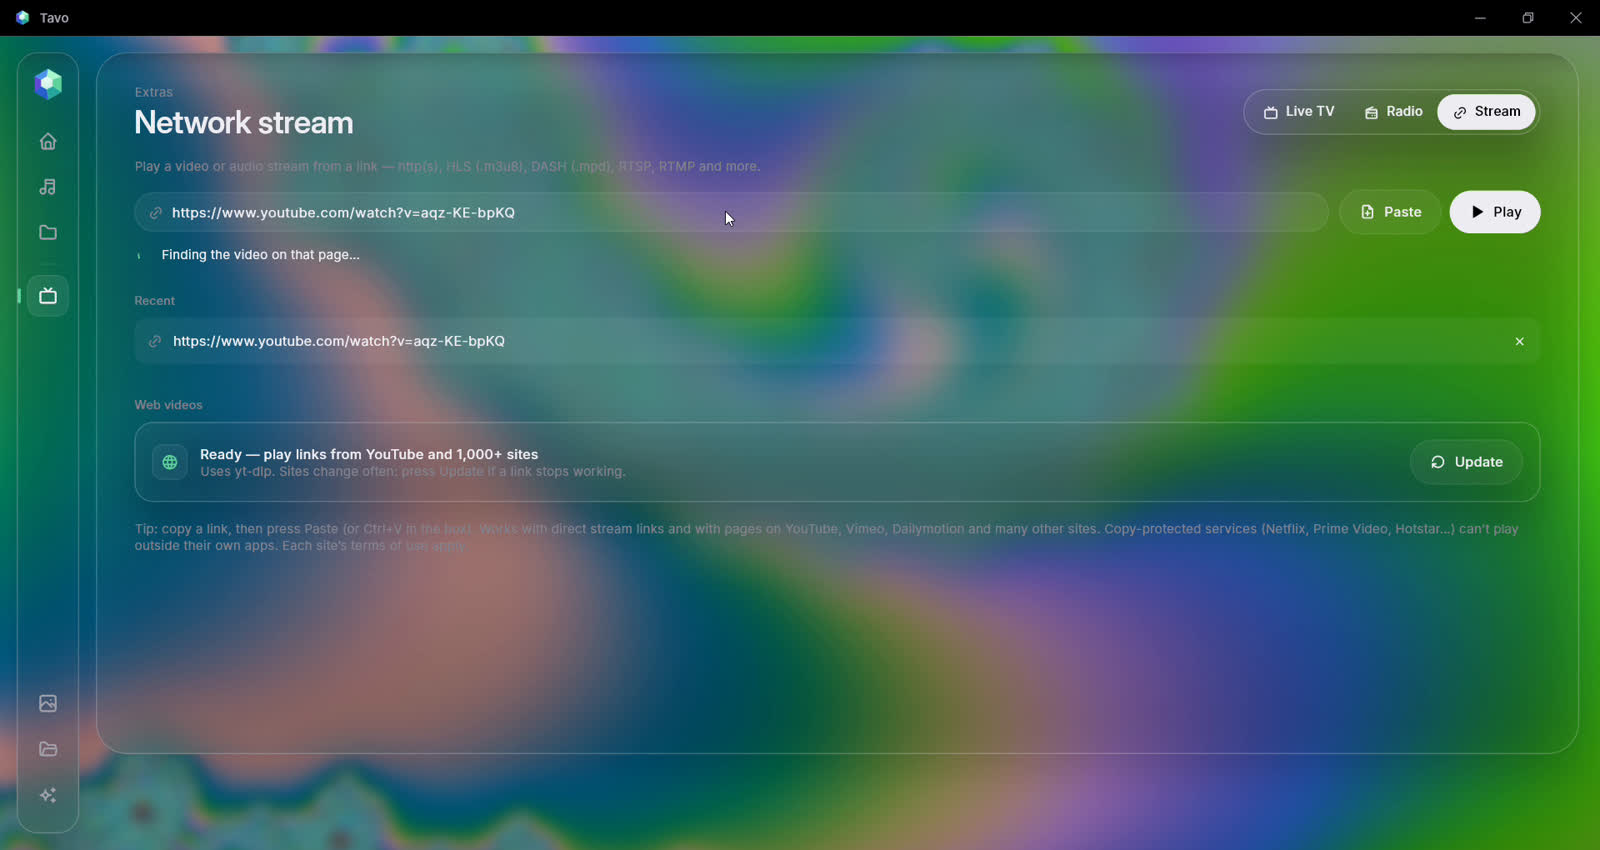 Tavo
Extras
Network stream
Live TV
Radio
Stream
Play a video or audio stream from a link — http(s), HLS (.m3u8), DASH (.mpd), RTSP, RTMP and more.
https://www.youtube.com/watch?v=aqz-KE-bpKQ
Paste
Play
Finding the video on that page...
Recent
https://www.youtube.com/watch?v=aqz-KE-bpKQ
Web videos
Ready — play links from YouTube and 1,000+ sites
Uses yt-dlp. Sites change often: press Update if a link stops working.
Update
Tip: copy a link, then press Paste (or Ctrl+V in the box). Works with direct stream links and with pages on YouTube, Vimeo, Dailymotion and many other sites. Copy-protected services (Netflix, Prime Video, Hotstar...) can't play
outside their own apps. Each site's terms of use apply.